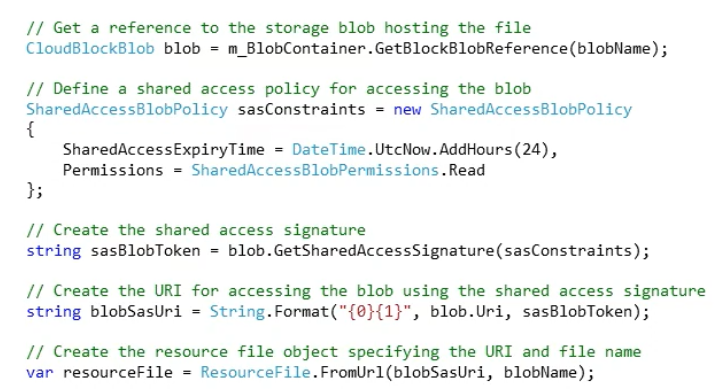 // Get a reference to the storage blob hosting the file
CloudBlockBlob blob = m_BlobContainer.GetBlockBlobReference(blobName);
// Define a shared access policy for accessing the blob
SharedAccessBlobPolicy sasConstraints = new SharedAccessBlobPolicy
{
    SharedAccessExpiryTime = DateTime.UtcNow.AddHours(24),
    Permissions = SharedAccessBlobPermissions.Read
};
// Create the shared access signature
string sasBlobToken = blob.GetSharedAccessSignature(sasConstraints);
// Create the URI for accessing the blob using the shared access signature
string blobSasUri = String.Format("{0}{1}", blob.Uri, sasBlobToken);
// Create the resource file object specifying the URI and file name
var resourceFile = ResourceFile.FromUrl(blobSasUri, blobName);